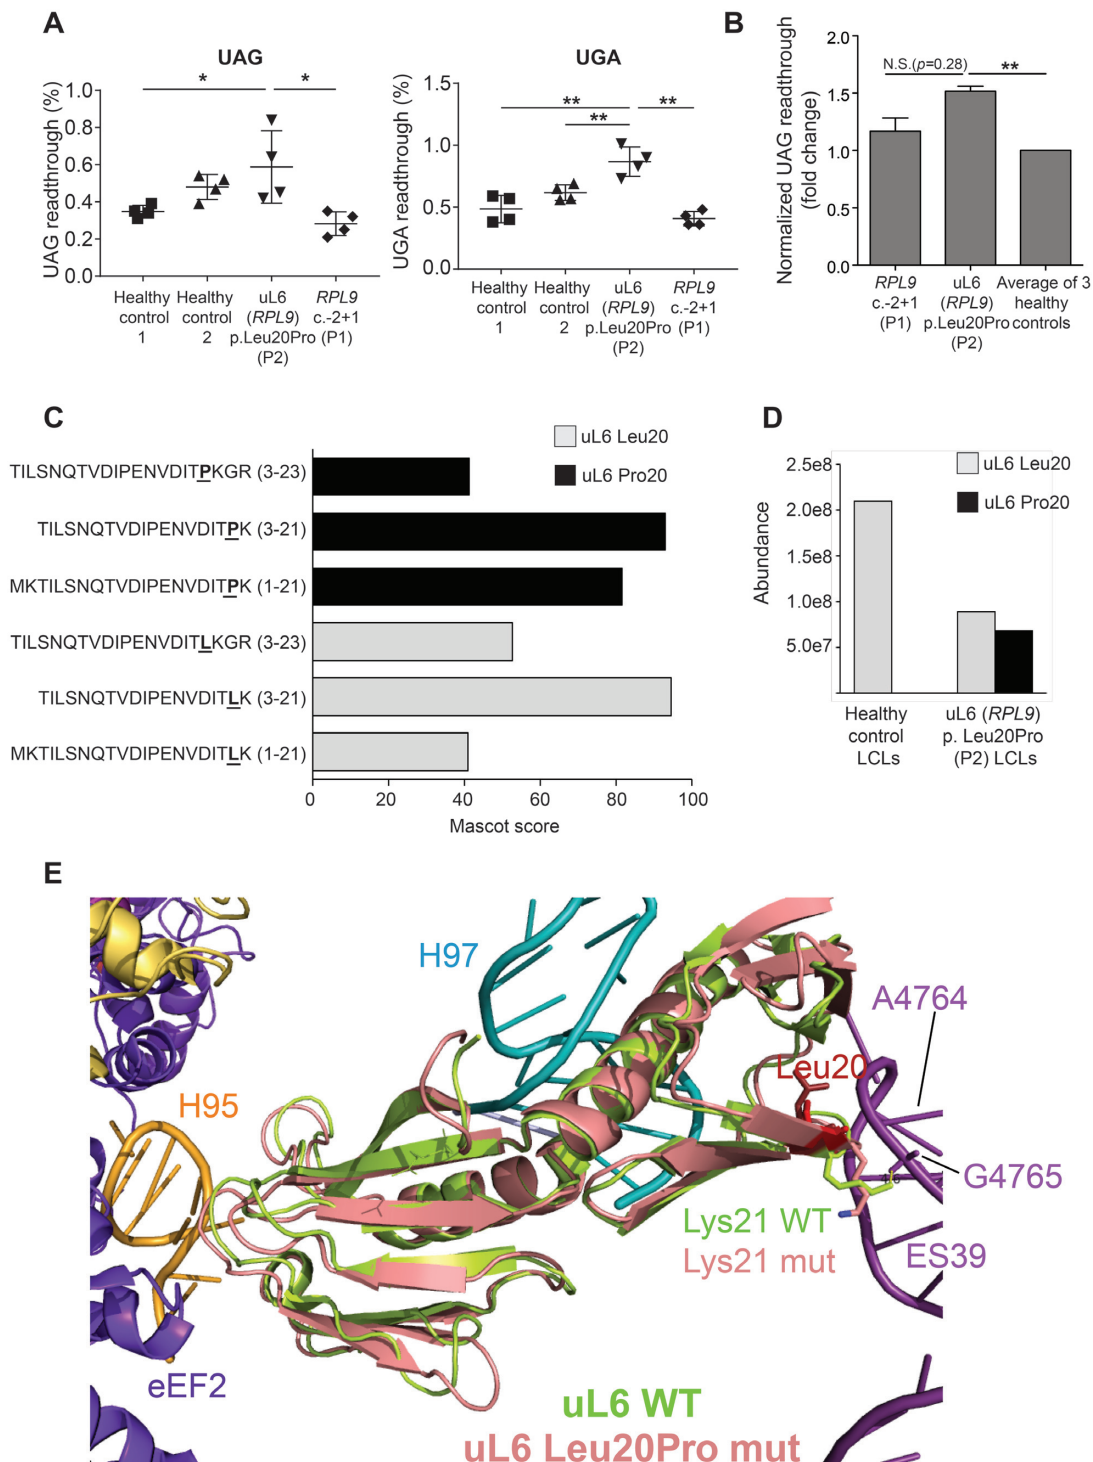 A
UAG
UAG readthrough (%)
1.0
0.8
0.6
0.4
0.2
0.0
*
*
Healthy control 1
Healthy control 2
uL6 (RPL9) p.Leu20Pro (P2)
RPL9 c.-2+1 (P1)
UGA
UGA readthrough (%)
1.5
1.0
0.5
0.0
**
**
**
Healthy control 1
Healthy control 2
uL6 (RPL9) p.Leu20Pro (P2)
RPL9 c.-2+1 (P1)
B
Normalized UAG readthrough
(fold change)
2.0
1.5
1.0
0.5
0.0
N.S.(p=0.28)
**
RPL9 c.-2+1 (P1)
uL6 (RPL9) p.Leu20Pro (P2)
Average of 3 healthy controls
C
uL6 Leu20
uL6 Pro20
TILSNQTVDIPENVDITPKGR (3-23)
TILSNQTVDIPENVDITPK (3-21)
MKTILSNQTVDIPENVDITPK (1-21)
TILSNQTVDIPENVDITLKGR (3-23)
TILSNQTVDIPENVDITLK (3-21)
MKTILSNQTVDIPENVDITLK (1-21)
0 20 40 60 80 100
Mascot score
D
uL6 Leu20
uL6 Pro20
Abundance
2.5e8
2.0e8
1.5e8
1.0e8
5.0e7
Healthy control LCLs
uL6 (RPL9) p. Leu20Pro (P2) LCLs
E
H97
A4764
Leu20
H95
G4765
Lys21 WT
Lys21 mut
ES39
eEF2
uL6 WT
uL6 Leu20Pro mut